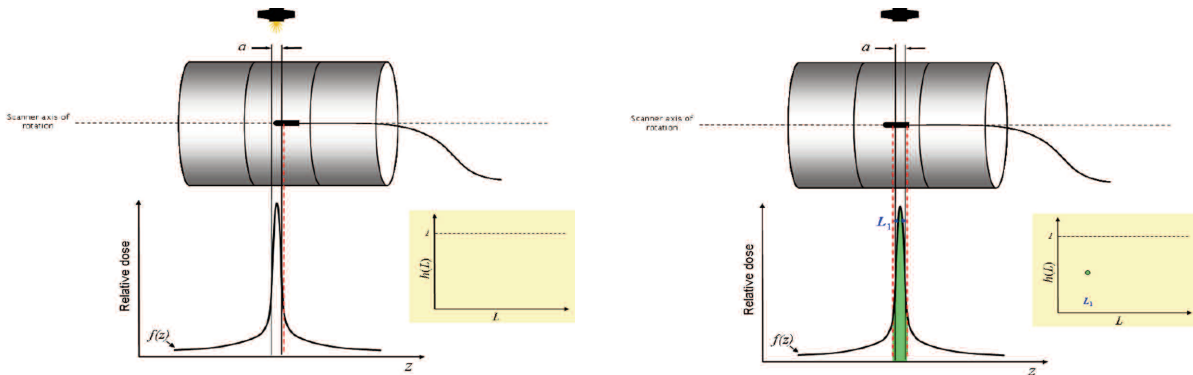 a
Scanner axis of
rotation
Relative dose
f(z)
z
1
h(L)
L
a
Scanner axis of
rotation
L₁
Relative dose
f(z)
z
1
h(L)
L₁
L